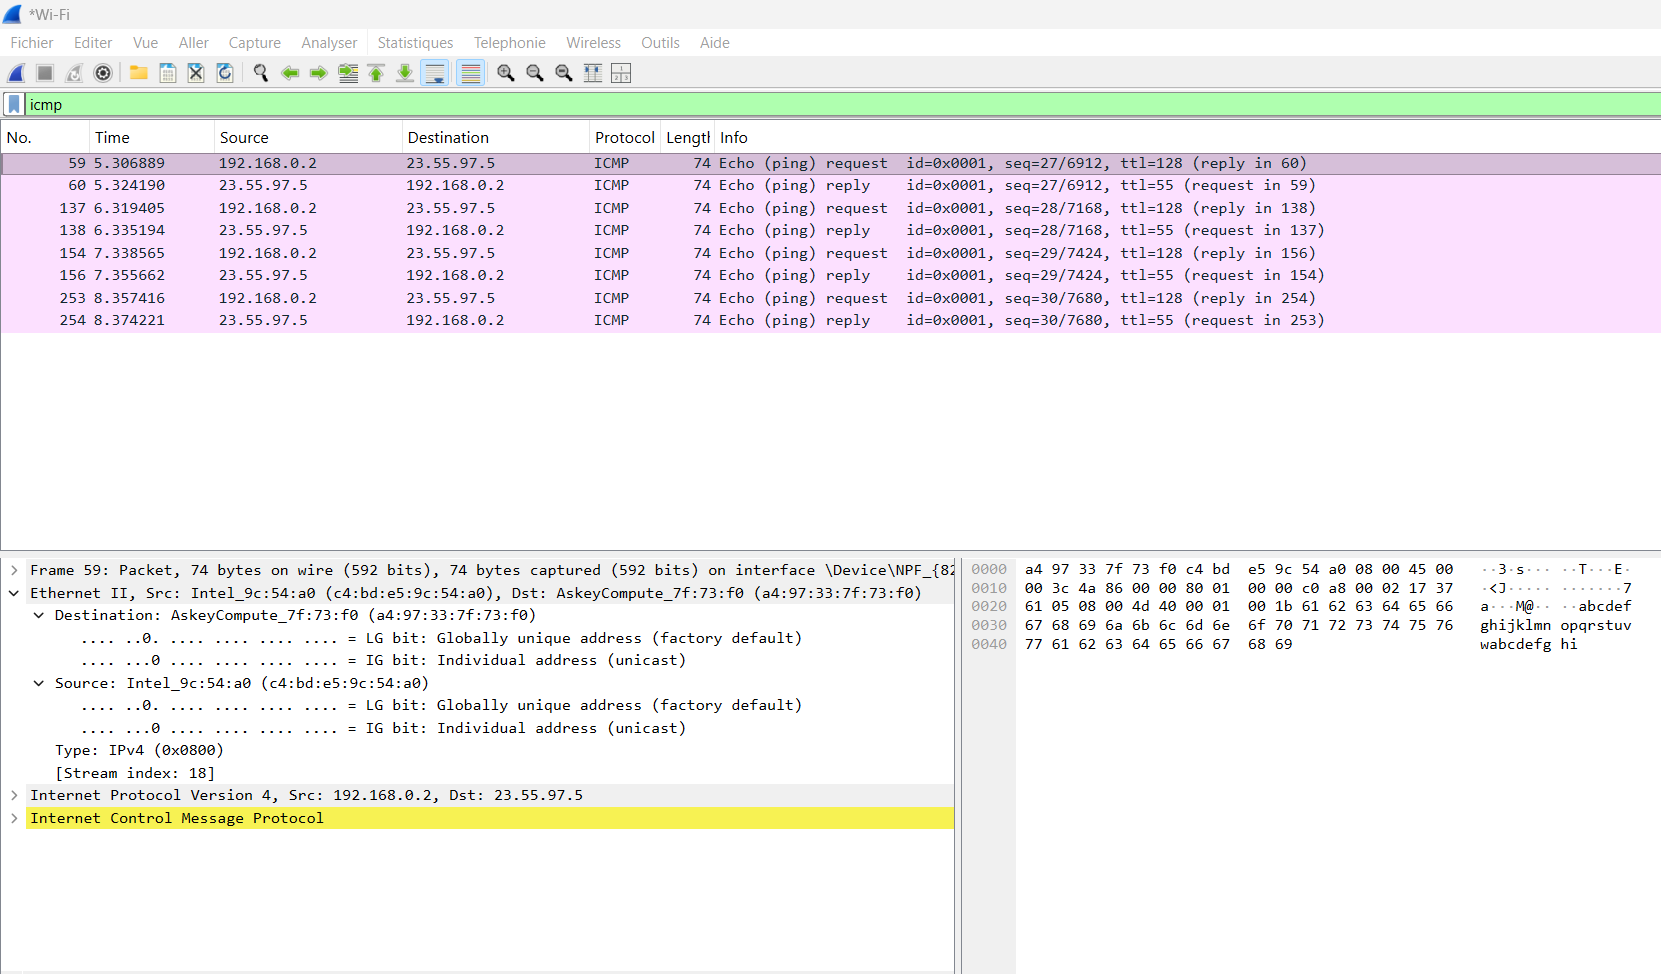 *Wi-Fi
Fichier Editer Vue Aller Capture Analyser Statistiques Telephonie Wireless Outils Aide
icmp
No. Time Source Destination Protocol Length Info
59 5.306889 192.168.0.2 23.55.97.5 ICMP 74 Echo (ping) request id=0x0001, seq=27/6912, ttl=128 (reply in 60)
60 5.324190 23.55.97.5 192.168.0.2 ICMP 74 Echo (ping) reply id=0x0001, seq=27/6912, ttl=55 (request in 59)
137 6.319405 192.168.0.2 23.55.97.5 ICMP 74 Echo (ping) request id=0x0001, seq=28/7168, ttl=128 (reply in 138)
138 6.335194 23.55.97.5 192.168.0.2 ICMP 74 Echo (ping) reply id=0x0001, seq=28/7168, ttl=55 (request in 137)
154 7.338565 192.168.0.2 23.55.97.5 ICMP 74 Echo (ping) request id=0x0001, seq=29/7424, ttl=128 (reply in 156)
156 7.355662 23.55.97.5 192.168.0.2 ICMP 74 Echo (ping) reply id=0x0001, seq=29/7424, ttl=55 (request in 154)
253 8.357416 192.168.0.2 23.55.97.5 ICMP 74 Echo (ping) request id=0x0001, seq=30/7680, ttl=128 (reply in 254)
254 8.374221 23.55.97.5 192.168.0.2 ICMP 74 Echo (ping) reply id=0x0001, seq=30/7680, ttl=55 (request in 253)
Frame 59: Packet, 74 bytes on wire (592 bits), 74 bytes captured (592 bits) on interface \Device\NPF_{82
Ethernet II, Src: Intel_9c:54:a0 (c4:bd:e5:9c:54:a0), Dst: AskeyCompute_7f:73:f0 (a4:97:33:7f:73:f0)
Destination: AskeyCompute_7f:73:f0 (a4:97:33:7f:73:f0)
.... ..0. .... .... .... .... = LG bit: Globally unique address (factory default)
.... ...0 .... .... .... .... = IG bit: Individual address (unicast)
Source: Intel_9c:54:a0 (c4:bd:e5:9c:54:a0)
.... ..0. .... .... .... .... = LG bit: Globally unique address (factory default)
.... ...0 .... .... .... .... = IG bit: Individual address (unicast)
Type: IPv4 (0x0800)
[Stream index: 18]
Internet Protocol Version 4, Src: 192.168.0.2, Dst: 23.55.97.5
Internet Control Message Protocol
0000 a4 97 33 7f 73 f0 c4 bd e5 9c 54 a0 08 00 45 00 ··3·s··· ··T···E·
0010 00 3c 4a 86 00 00 80 01 00 00 c0 a8 00 02 17 37 ·<J····· ·······7
0020 61 05 08 00 4d 40 00 01 00 1b 61 62 63 64 65 66 a···M@·· ··abcdef
0030 67 68 69 6a 6b 6c 6d 6e 6f 70 71 72 73 74 75 76 ghijklmn opqrstuv
0040 77 61 62 63 64 65 66 67 68 69 wabcdefg hi